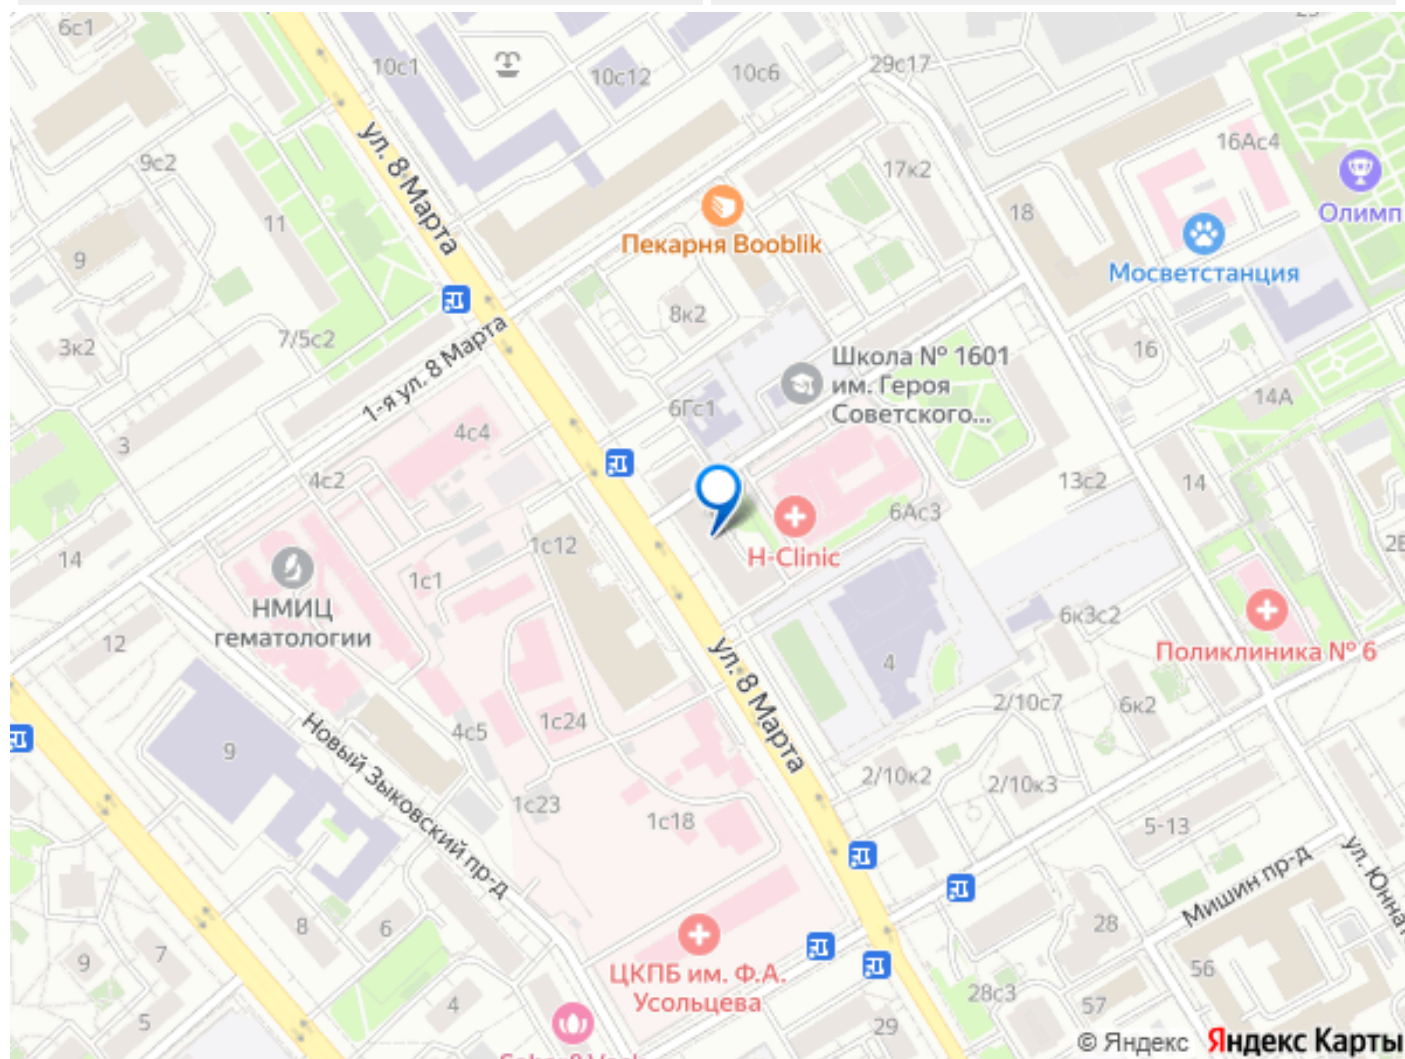 6с1
10с1
10с12
10с6
29с17
16Ас4
Олимп
9с2
ул. 8 Марта
17к2
18
11
Пекарня Booblik
Мосветстанция
9
8к2
3к2
7/5с2
1-я ул. 8 Марта
Школа № 1601
им. Героя
Советского...
16
14А
6Гс1
3
4с4
4с2
13с2
14
6Ас3
14
1с12
H-Clinic
1с1
НМИЦ
гематологии
12
6к3с2
Поликлиника № 6
4
ул. 8 Марта
2/10с7
6к2
1с24
4с5
9
Новый Зыковский пр-д
2/10к2
2/10к3
1с23
1с18
5-13
ул. Юннат
Мишин пр-д
8
6
28
7
9
ЦКПБ им. Ф.А.
Усольцева
56
28с3
57
4
5
29
© Яндекс Яндекс Карты